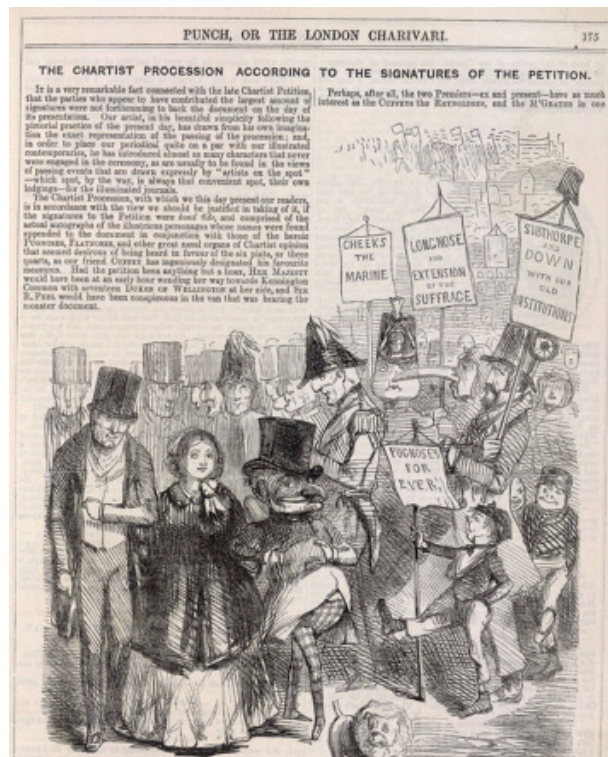 PUNCH, OR THE LONDON CHARIVARI.
175
THE CHARTIST PROCESSION ACCORDING TO THE SIGNATURES OF THE PETITION.
It is a very remarkable fact connected with the late Chartist Petition,
that the parties who appear to have contributed the largest amount of
signatures were not forthcoming to back the document on the day of
its presentation. Our artist, in his beautiful simplicity following the
pictorial practice of the present day, has drawn from his own imagina-
tion the exact representation of the passing of the procession; and,
in order to place our periodical quite on a par with our illustrated
contemporaries, he has introduced almost as many characters that never
were engaged in the ceremony, as are usually to be found in the views
of passing events that are drawn expressly by "artists on the spot"
—which spot, by the way, is always that convenient spot, their own
lodgings—for the illuminated journals.
The Chartist Procession, with which we this day present our readers,
is in accordance with the view we should be justified in taking of it, if
the signatures to the Petition were bonâ fide, and comprised of the
actual autographs of the illustrious personages whose names were found
appended to the document in conjunction with those of the heroic
Pugnoses, Flatnoses, and other great nasal organs of Chartist opinion
that seemed desirous of being heard in favour of the six points, or three
quarts, as our friend Cuffey has ingeniously designated his favourite
measures. Had the petition been anything but a hoax, Her Majesty
would have been at an early hour wending her way towards Kennington
Common with seventeen Dukes of Wellington at her side, and Sir
R. Peel would have been conspicuous in the van that was bearing the
monster document.
Perhaps, after all, the two Premiers—ex and present—have as much
interest as the Cuffeys the Reynoldses, and the M'Graths in one
CHEEKS
THE
MARINE
LONGNOSE
AND
EXTENSION
OF THE
SUFFRAGE
SIBTHORPE
AND
DOWN
WITH OUR
OLD
INSTITUTIONS
PUGNOSES
FOR
EVER!